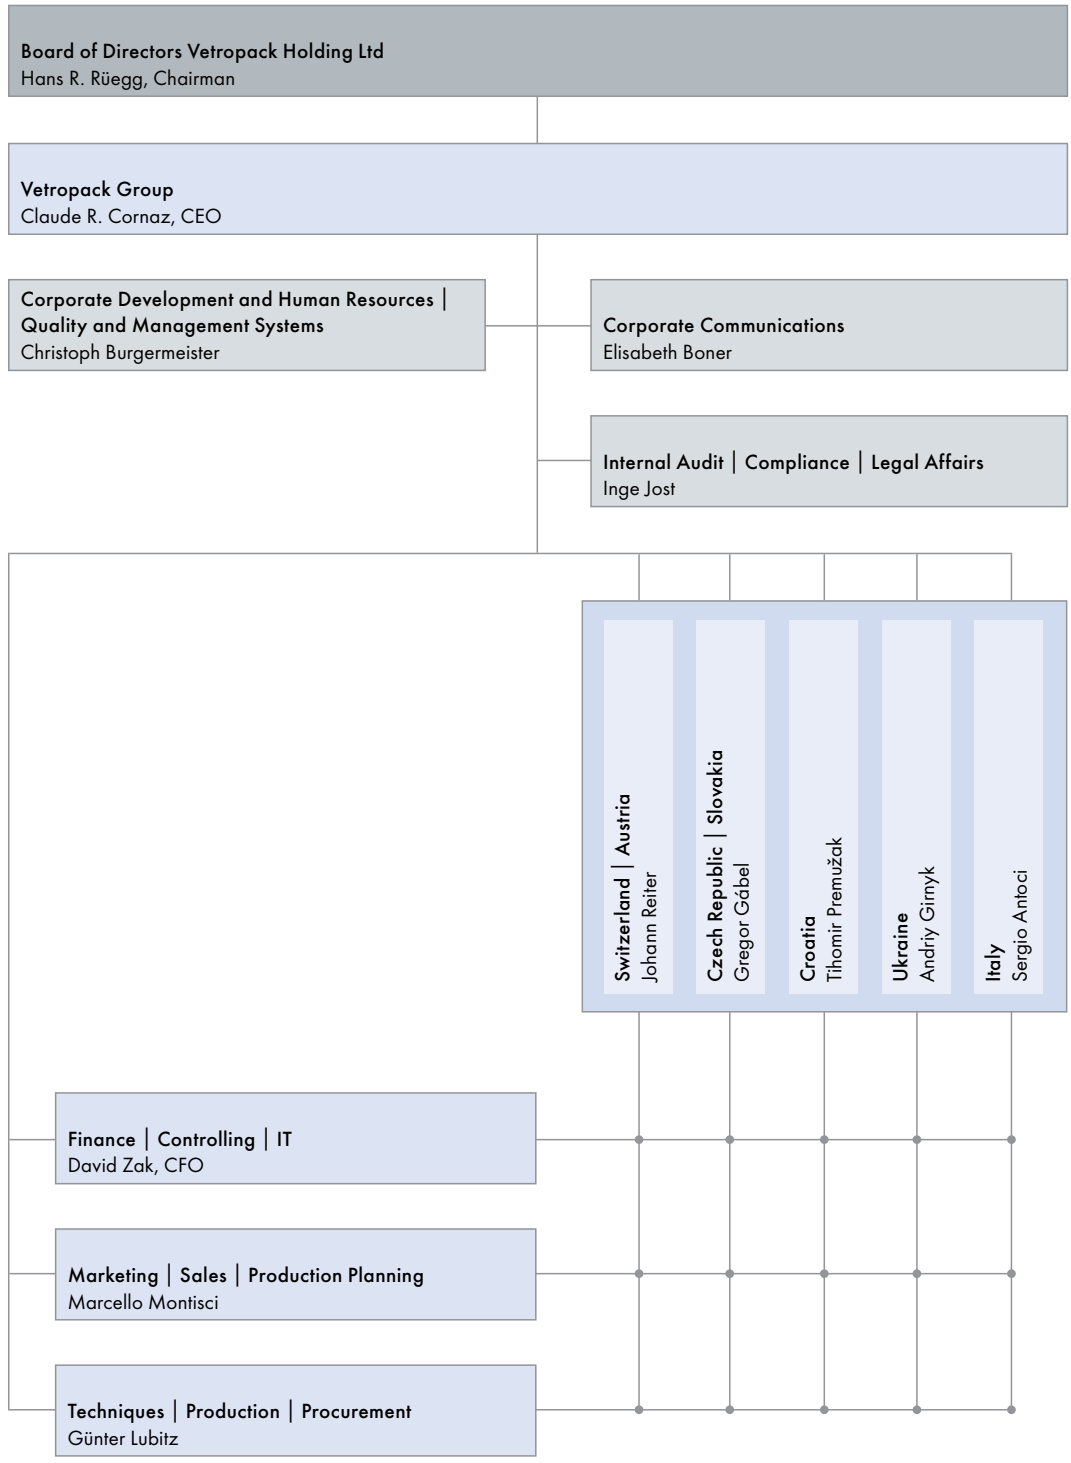 Board of Directors Vetropack Holding Ltd
Hans R. Rüegg, Chairman
Vetropack Group
Claude R. Cornaz, CEO
Corporate Development and Human Resources |
Quality and Management Systems
Christoph Burgermeister
Corporate Communications
Elisabeth Boner
Internal Audit | Compliance | Legal Affairs
Inge Jost
Switzerland | Austria
Johann Reiter
Czech Republic | Slovakia
Gregor Gábel
Croatia
Tihomir Premužak
Ukraine
Andriy Girnyk
Italy
Sergio Antoci
Finance | Controlling | IT
David Zak, CFO
Marketing | Sales | Production Planning
Marcello Montisci
Techniques | Production | Procurement
Günter Lubitz